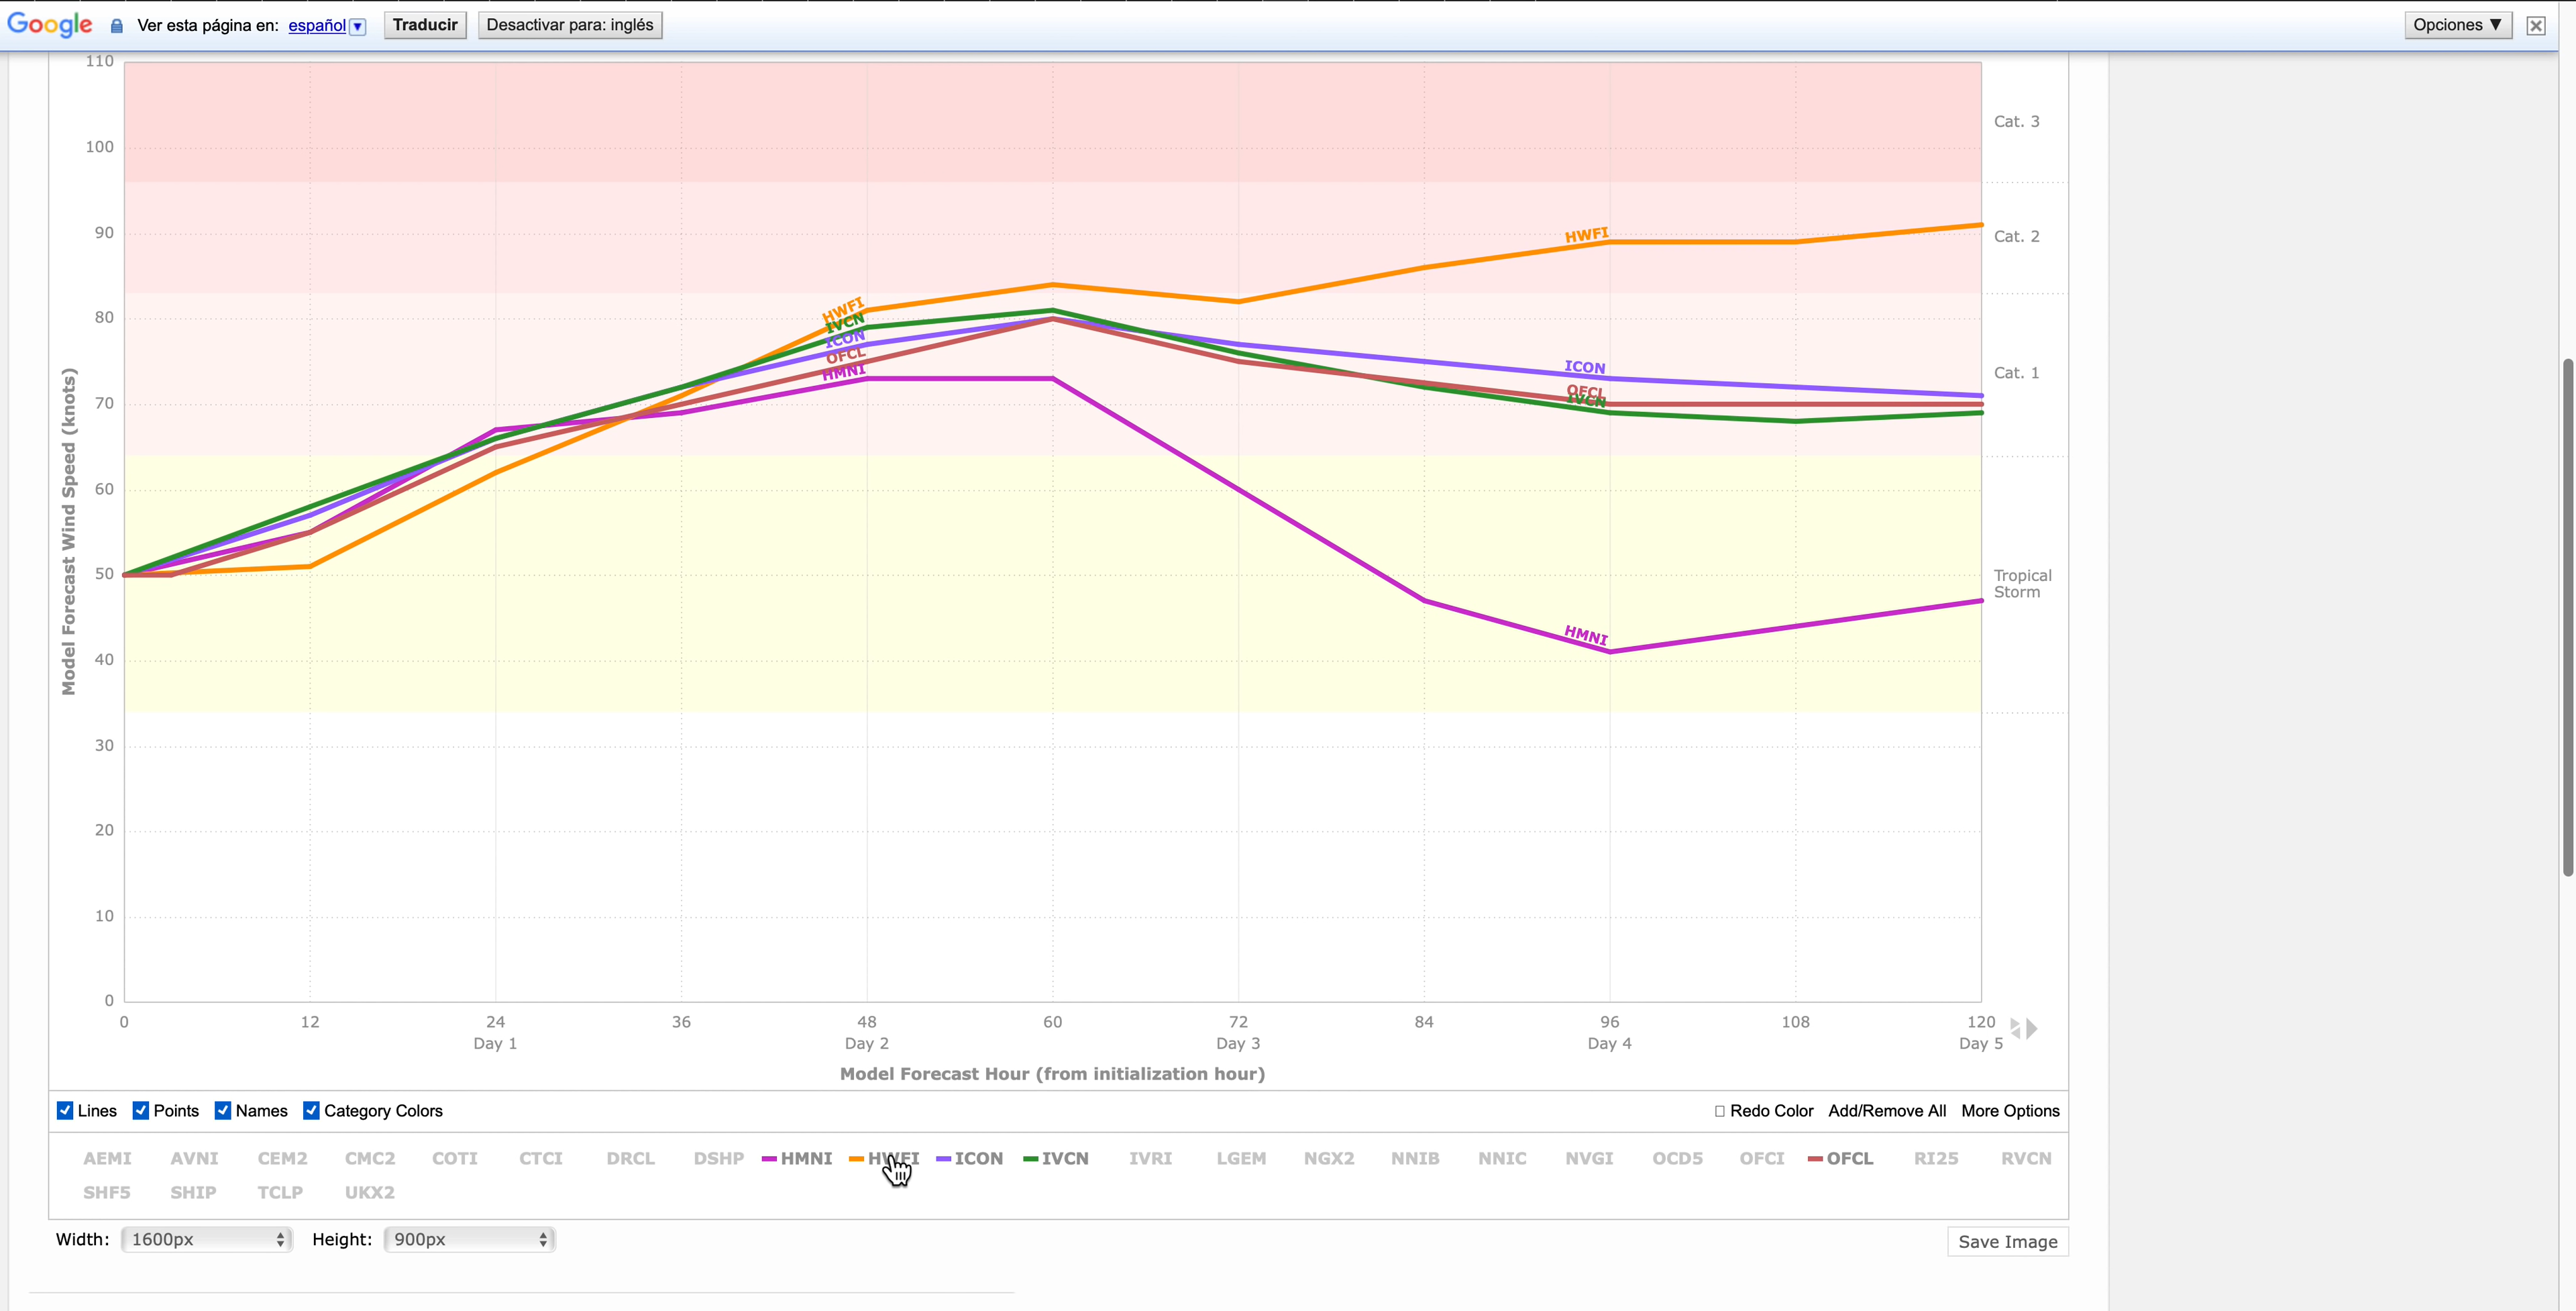 Google Ver esta página en: español Traducir Desactivar para: inglés Opciones ▼
110
Cat. 3
100
90
Cat. 2
80
Cat. 1
70
60
50
Tropical
Storm
40
30
20
10
0
Model Forecast Wind Speed (knots)
HWFI
IVCN
ICON
OFCL
HMNI
HWFI
ICON
OFCL
IVCN
HMNI
0 12 24 36 48 60 72 84 96 108 120
Day 1 Day 2 Day 3 Day 4 Day 5
Model Forecast Hour (from initialization hour)
Lines Points Names Category Colors Redo Color Add/Remove All More Options
AEMI AVNI CEM2 CMC2 COTI CTCI DRCL DSHP HMNI HWFI ICON IVCN IVRI LGEM NGX2 NNIB NNIC NVGI OCD5 OFCI OFCL RI25 RVCN
SHF5 SHIP TCLP UKX2
Width: 1600px Height: 900px Save Image